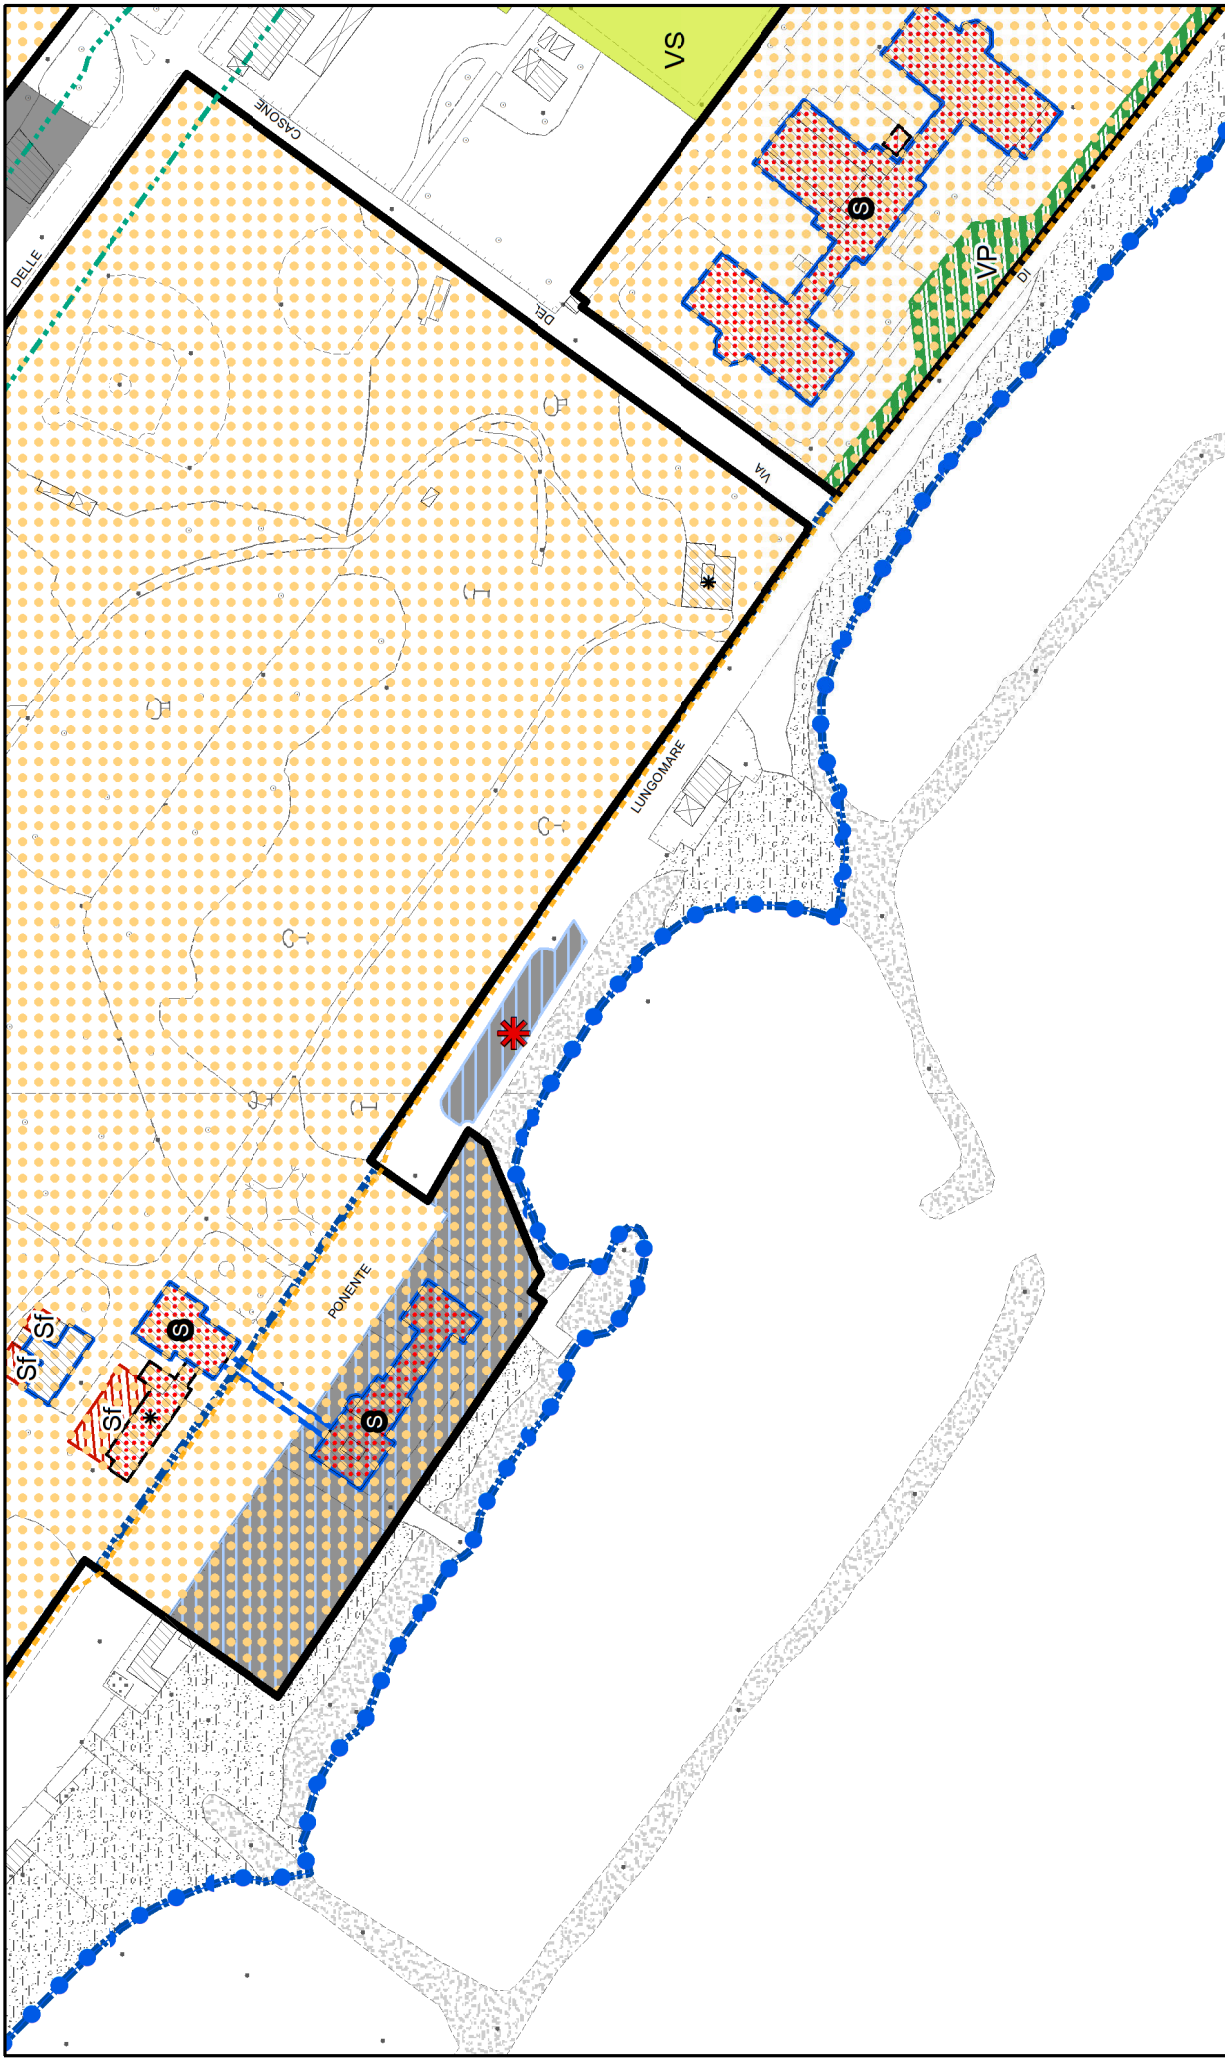 VS
CASONE
DELLE
S
VP
DI
DEL
VIA
LUNGOMARE
PONENTE
Sf
Sf
S
Sf
S